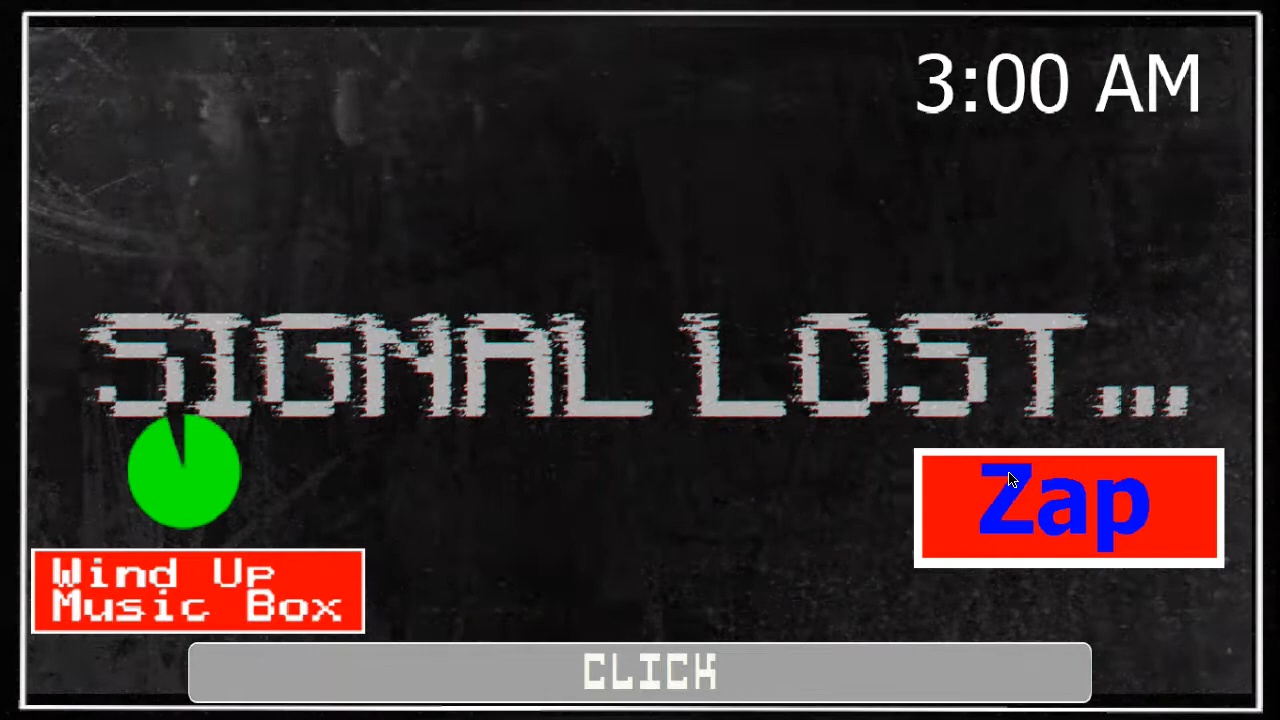 3:00 AM
SIGNAL LOST...
Zap
Wind Up
Music Box
CLICK